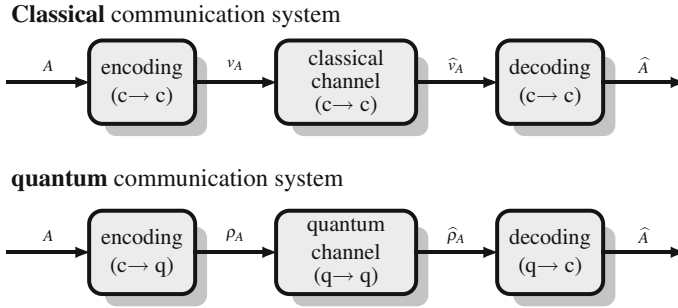 Classical communication system
A encoding (c→ c) v_A classical channel (c→ c) v̂_A decoding (c→ c) Â
quantum communication system
A encoding (c→ q) ρ_A quantum channel (q→ q) ρ̂_A decoding (q→ c) Â